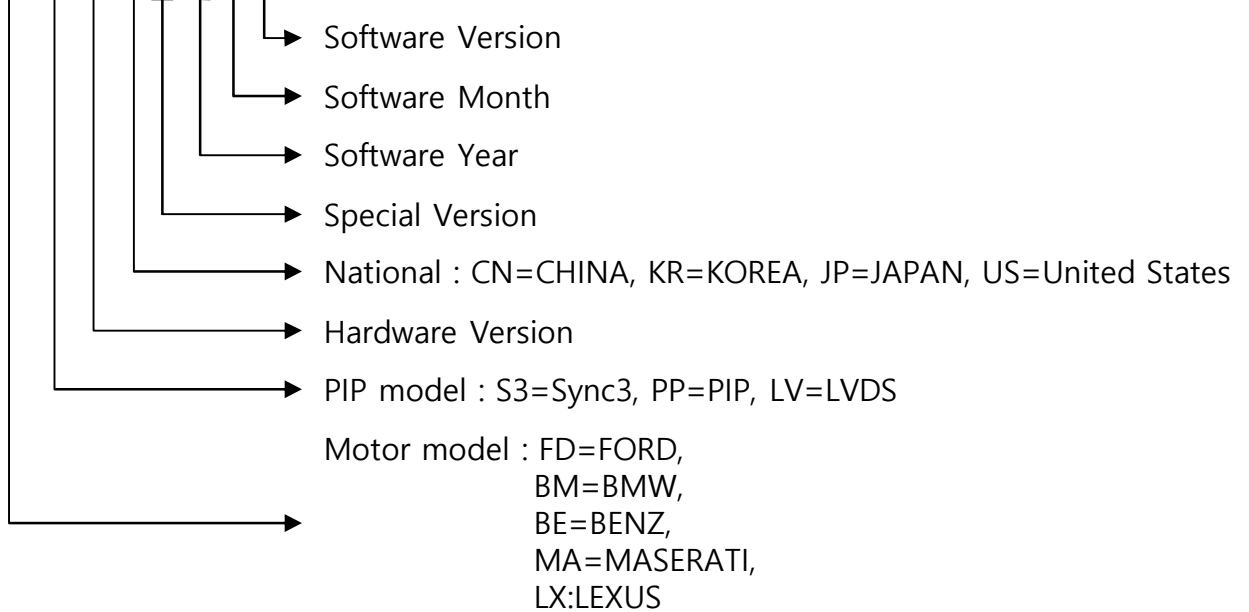 Software Version
Software Month
Software Year
Special Version
National : CN=CHINA, KR=KOREA, JP=JAPAN, US=United States
Hardware Version
PIP model : S3=Sync3, PP=PIP, LV=LVDS
Motor model : FD=FORD,
BM=BMW,
BE=BENZ,
MA=MASERATI,
LX:LEXUS